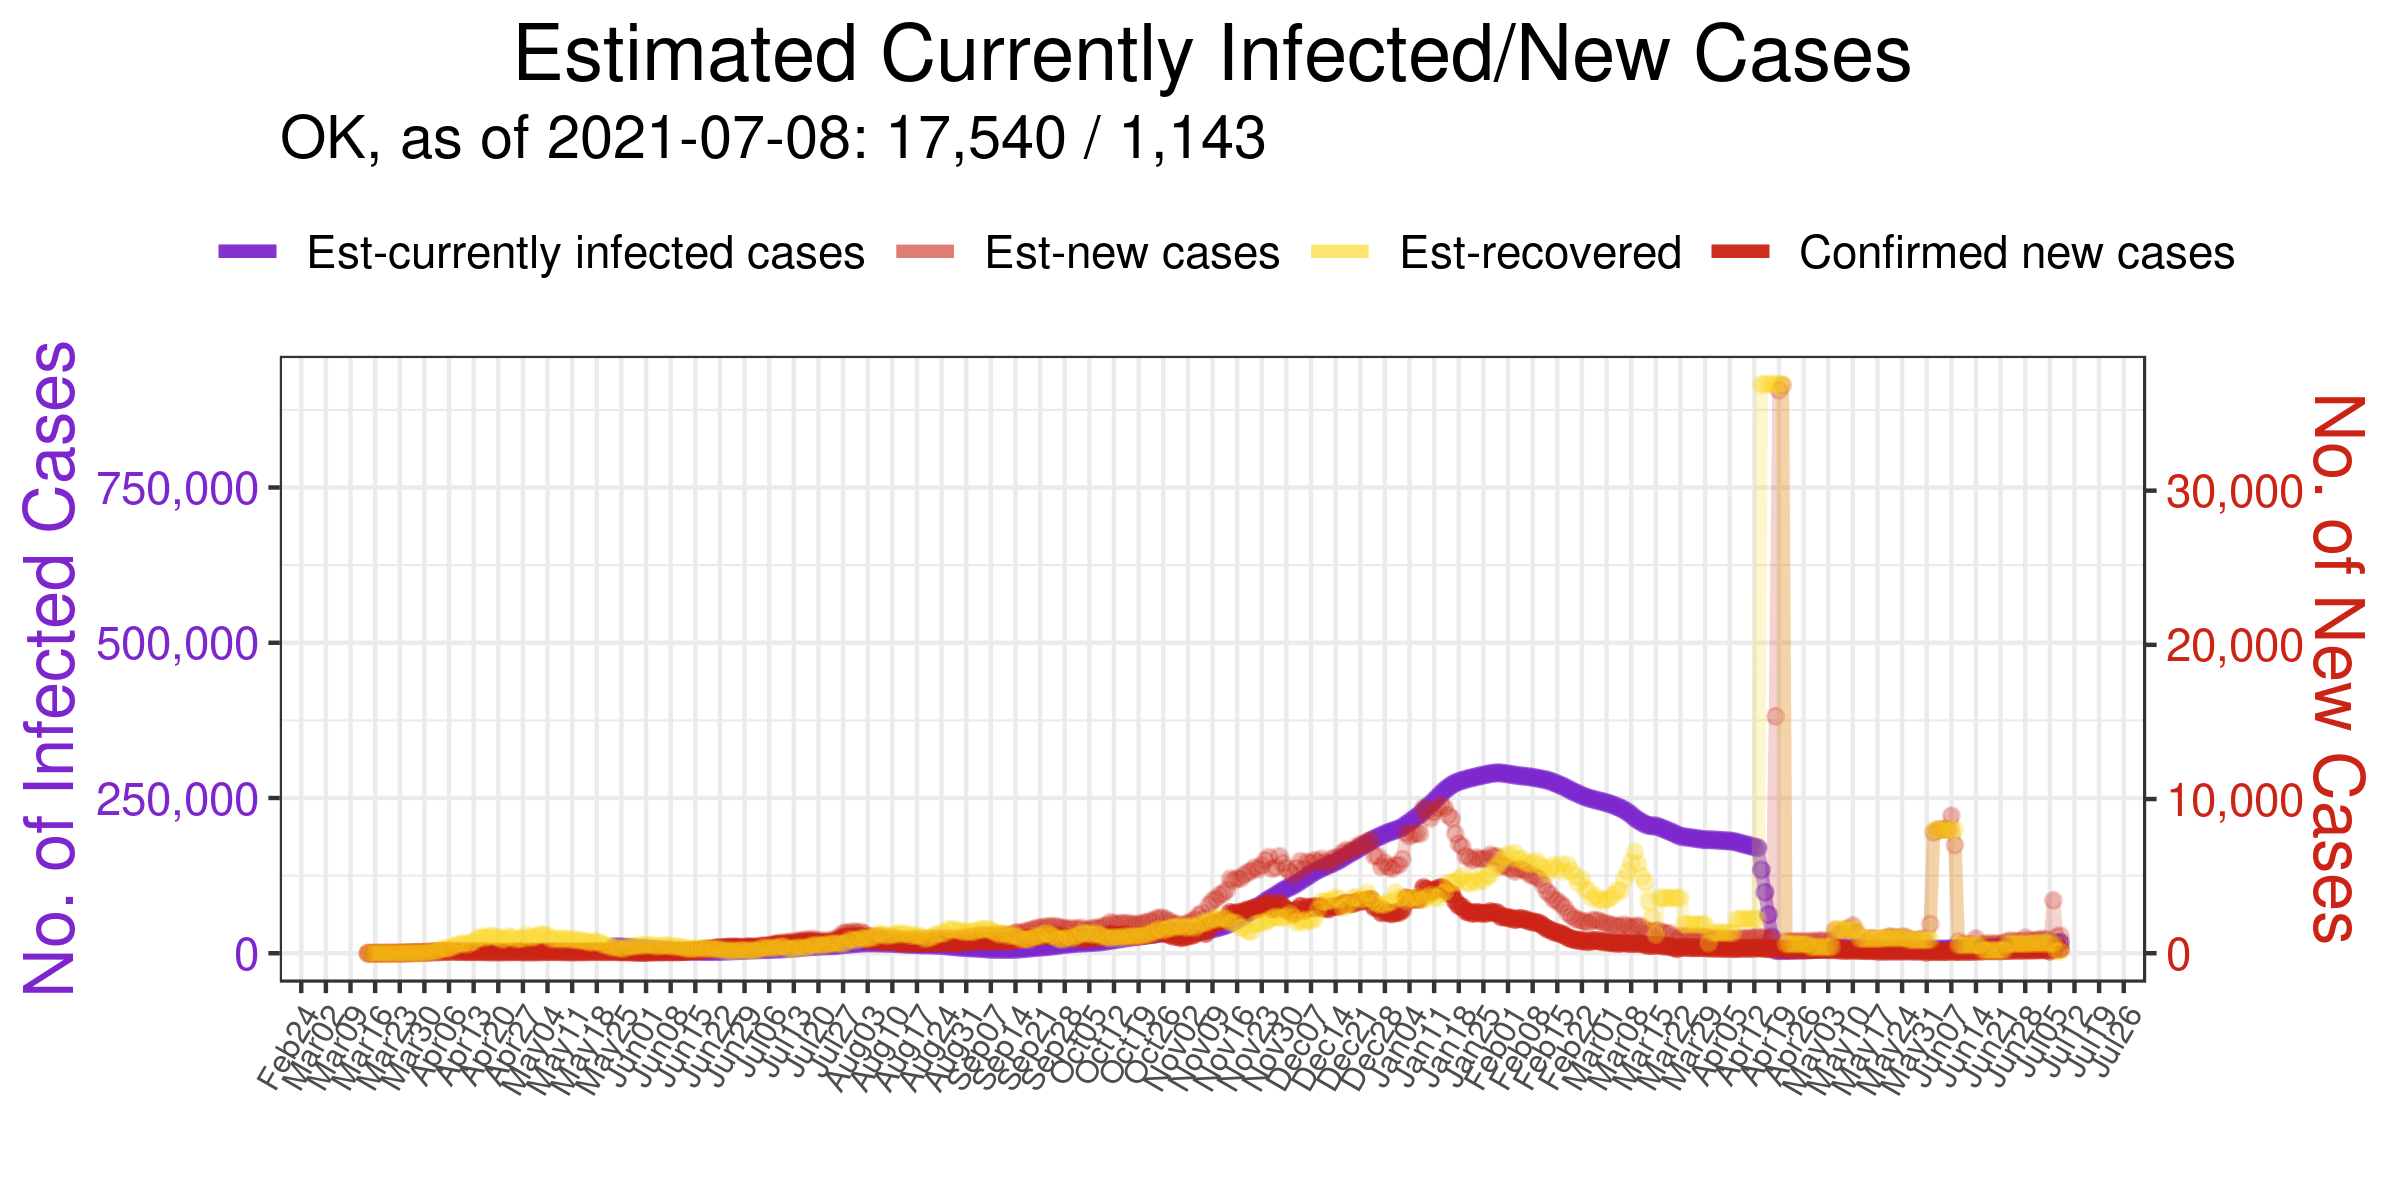 Estimated Currently Infected/New Cases
OK, as of 2021-07-08: 17,540 / 1,143
Est-currently infected cases Est-new cases Est-recovered Confirmed new cases
No. of Infected Cases
750,000
500,000
250,000
0
30,000
20,000
10,000
0
No. of New Cases
Feb24
Mar02
Mar09
Mar16
Mar23
Mar30
Apr06
Apr13
Apr20
Apr27
May04
May11
May18
May25
Jun01
Jun08
Jun15
Jun22
Jun29
Jul06
Jul13
Jul20
Jul27
Aug03
Aug10
Aug17
Aug24
Aug31
Sep07
Sep14
Sep21
Sep28
Oct05
Oct12
Oct19
Oct26
Nov02
Nov09
Nov16
Nov23
Nov30
Dec07
Dec14
Dec21
Dec28
Jan04
Jan11
Jan18
Jan25
Feb01
Feb08
Feb15
Feb22
Mar01
Mar08
Mar15
Mar22
Mar29
Apr05
Apr12
Apr19
Apr26
May03
May10
May17
May24
May31
Jun07
Jun14
Jun21
Jun28
Jul05
Jul12
Jul19
Jul26